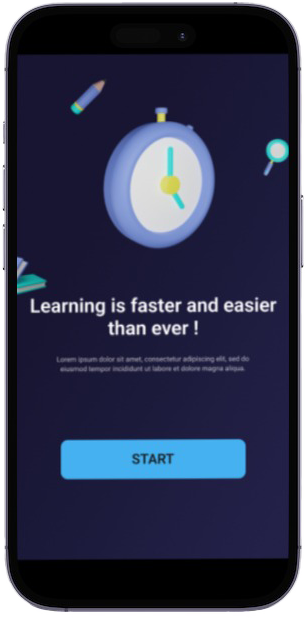 Learning is faster and easier
than ever !
Lorem ipsum dolor sit amet, consectetur adipiscing elit, sed do
eiusmod tempor incididunt ut labore et dolore magna aliqua.
START